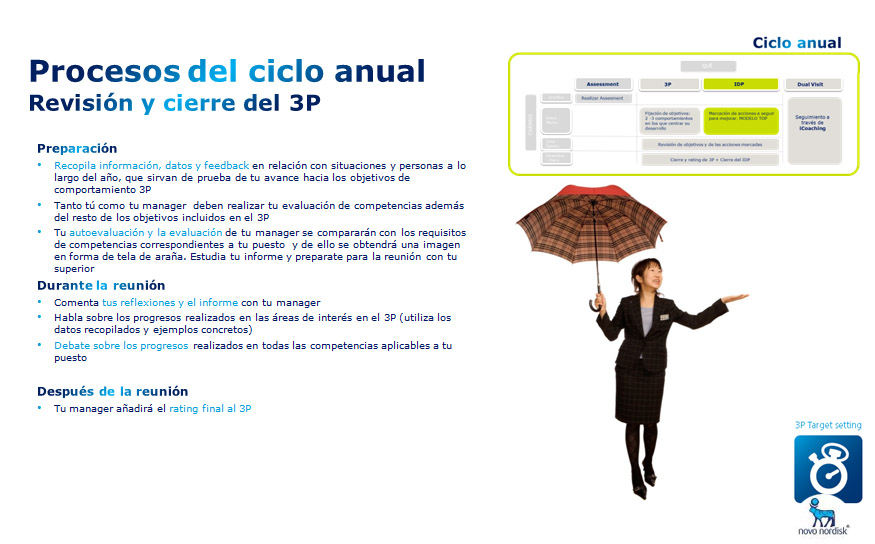 Ciclo anual
Procesos del ciclo anual
Revisión y cierre del 3P
QUÉ
Assessment
3P
IDP
Dual Visit
Realizar Assessment
Fijación de objetivos:
2 -3 comportamientos
en los que centrar su
desarrollo
Marcación de acciones a seguir
para mejorar. MODELO TOP
Seguimiento a
través de
iCoaching
Revisión de objetivos y de las acciones marcadas
Cierre y rating de 3P + Cierre del IDP
Preparación
• Recopila información, datos y feedback en relación con situaciones y personas a lo
largo del año, que sirvan de prueba de tu avance hacia los objetivos de
comportamiento 3P
• Tanto tú como tu manager deben realizar tu evaluación de competencias además
del resto de los objetivos incluidos en el 3P
• Tu autoevaluación y la evaluación de tu manager se compararán con los requisitos
de competencias correspondientes a tu puesto y de ello se obtendrá una imagen
en forma de tela de araña. Estudia tu informe y preparate para la reunión con tu
superior
Durante la reunión
• Comenta tus reflexiones y el informe con tu manager
• Habla sobre los progresos realizados en las áreas de interés en el 3P (utiliza los
datos recopilados y ejemplos concretos)
• Debate sobre los progresos realizados en todas las competencias aplicables a tu
puesto
Después de la reunión
• Tu manager añadirá el rating final al 3P
3P Target setting
novo nordisk®